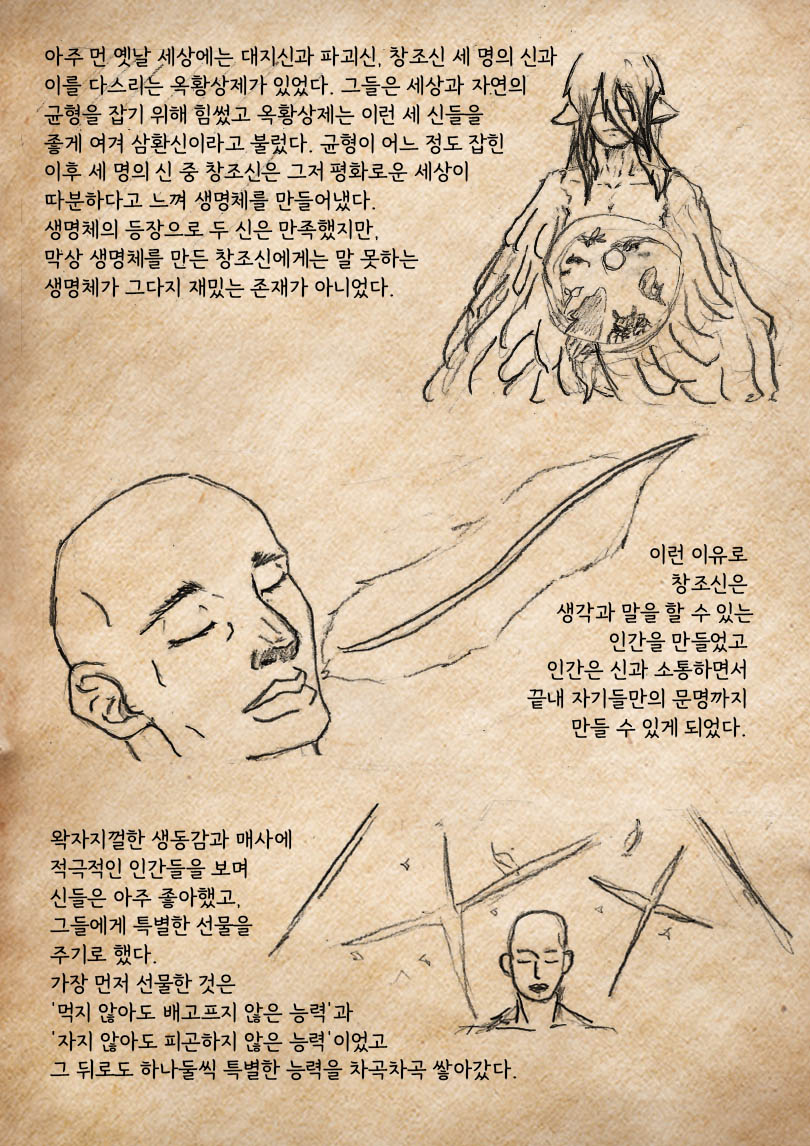 아주 먼 옛날 세상에는 대지신과 파괴신, 창조신 세 명의 신과
이를 다스리는 옥황상제가 있었다. 그들은 세상과 자연의
균형을 잡기 위해 힘썼고 옥황상제는 이런 세 신들을
좋게 여겨 삼환신이라고 불렀다. 균형이 어느 정도 잡힌
이후 세 명의 신 중 창조신은 그저 평화로운 세상이
따분하다고 느껴 생명체를 만들어냈다.
생명체의 등장으로 두 신은 만족했지만,
막상 생명체를 만든 창조신에게는 말 못하는
생명체가 그다지 재밌는 존재가 아니었다.
이런 이유로
창조신은
생각과 말을 할 수 있는
인간을 만들었고
인간은 신과 소통하면서
끝내 자기들만의 문명까지
만들 수 있게 되었다.
왁자지껄한 생동감과 매사에
적극적인 인간들을 보며
신들은 아주 좋아했고,
그들에게 특별한 선물을
주기로 했다.
가장 먼저 선물한 것은
'먹지 않아도 배고프지 않은 능력'과
'자지 않아도 피곤하지 않은 능력'이었고
그 뒤로도 하나둘씩 특별한 능력을 차곡차곡 쌓아갔다.